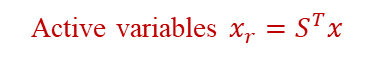 Active variables $x_r = S^T x$